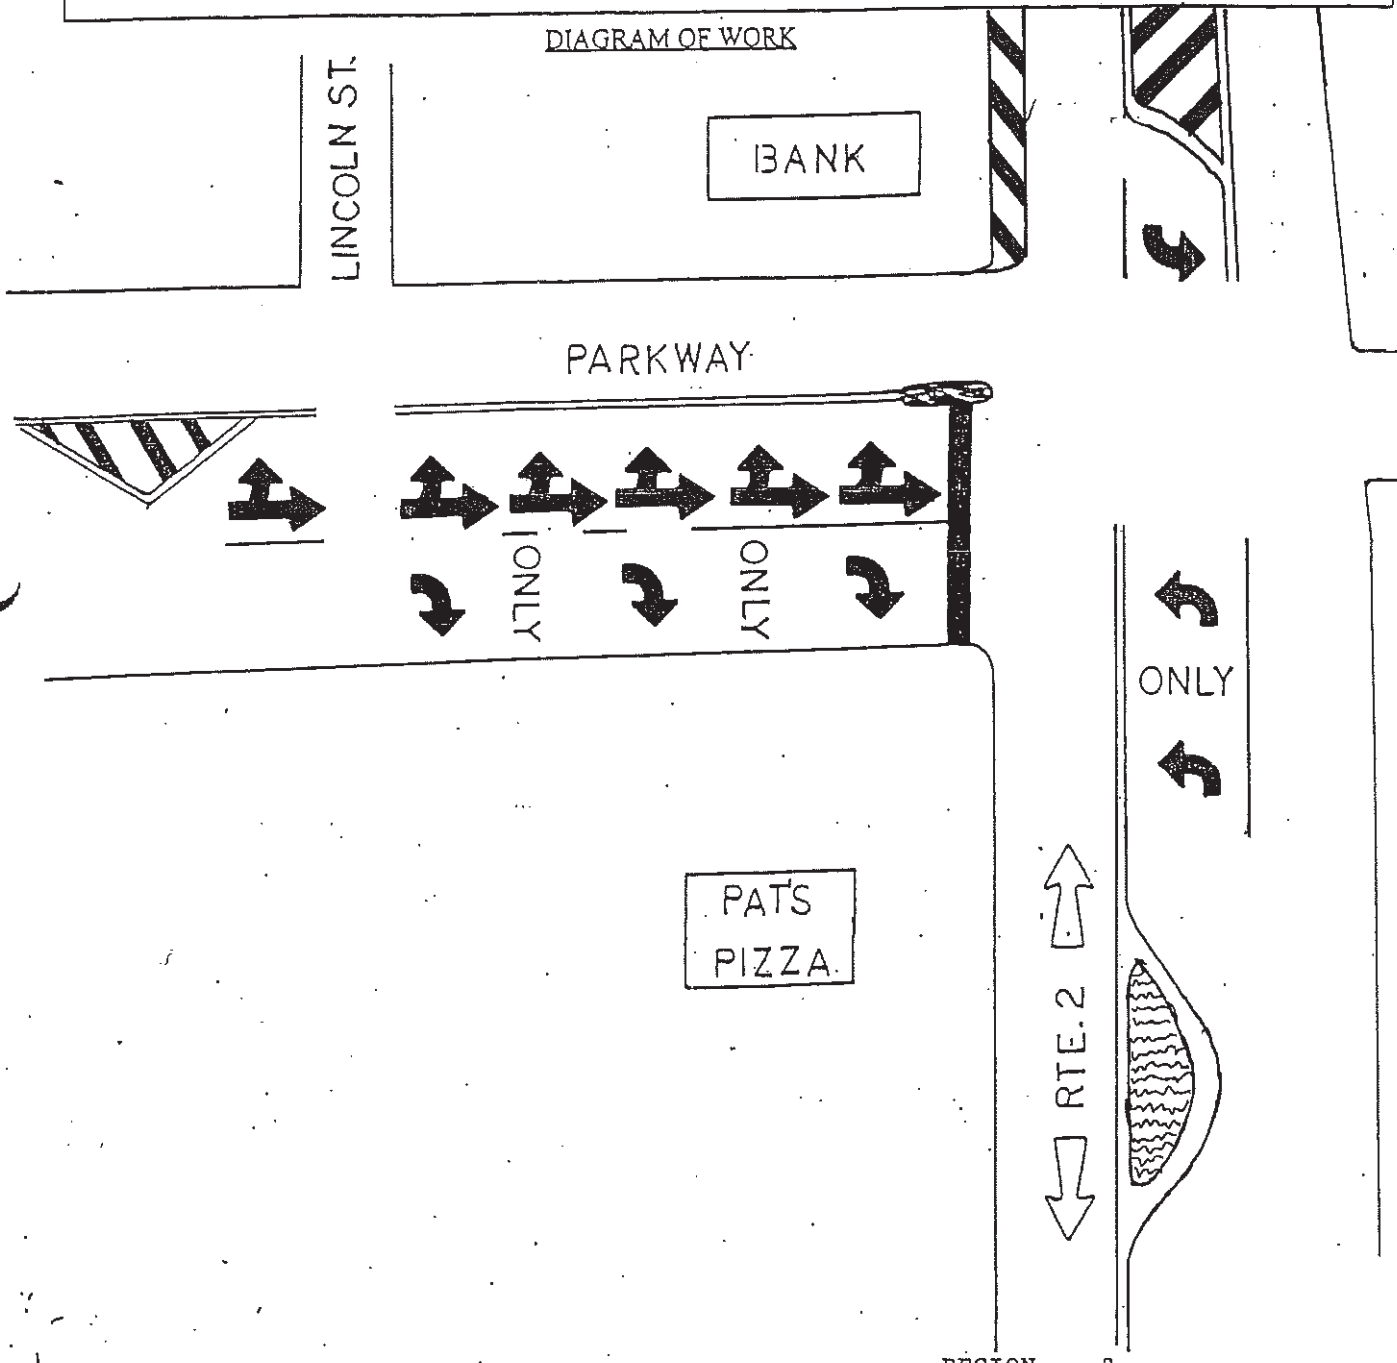 DIAGRAM OF WORK
LINCOLN ST.
BANK
PARKWAY
ONLY
ONLY
ONLY
PAT'S
PIZZA
RTE. 2